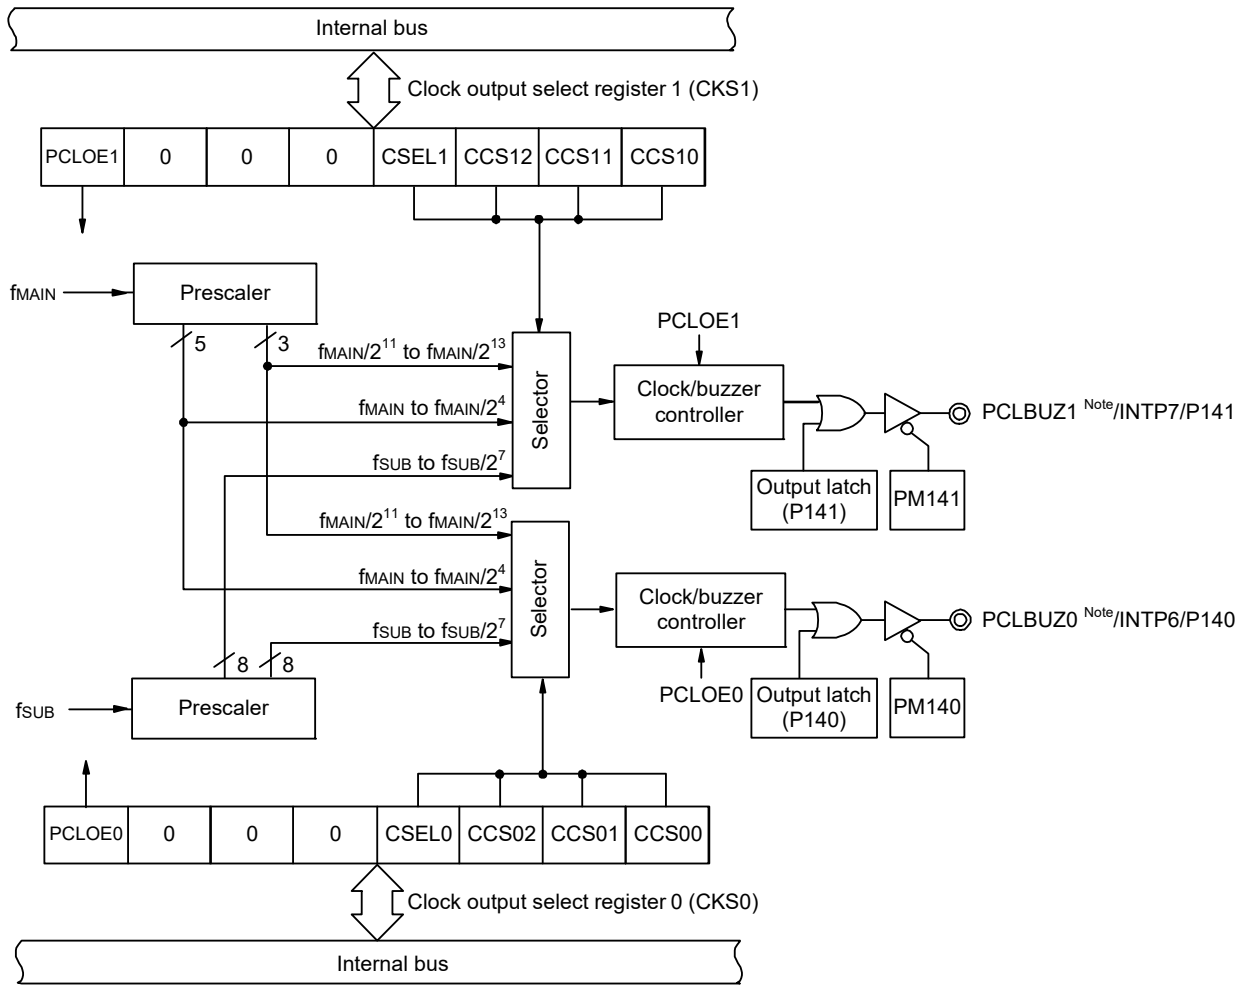 Internal bus
Clock output select register 1 (CKS1)
PCLOE1 0 0 0 CSEL1 CCS12 CCS11 CCS10
fMAIN
Prescaler
5
3
PCLOE1
fMAIN/2^11 to fMAIN/2^13
fMAIN to fMAIN/2^4
fSUB to fSUB/2^7
Selector
Clock/buzzer
controller
PCLBUZ1 Note/INTP7/P141
Output latch
(P141)
PM141
fMAIN/2^11 to fMAIN/2^13
fMAIN to fMAIN/2^4
fSUB to fSUB/2^7
Selector
Clock/buzzer
controller
PCLBUZ0 Note/INTP6/P140
PCLOE0
Output latch
(P140)
PM140
8
8
fSUB
Prescaler
PCLOE0 0 0 0 CSEL0 CCS02 CCS01 CCS00
Clock output select register 0 (CKS0)
Internal bus